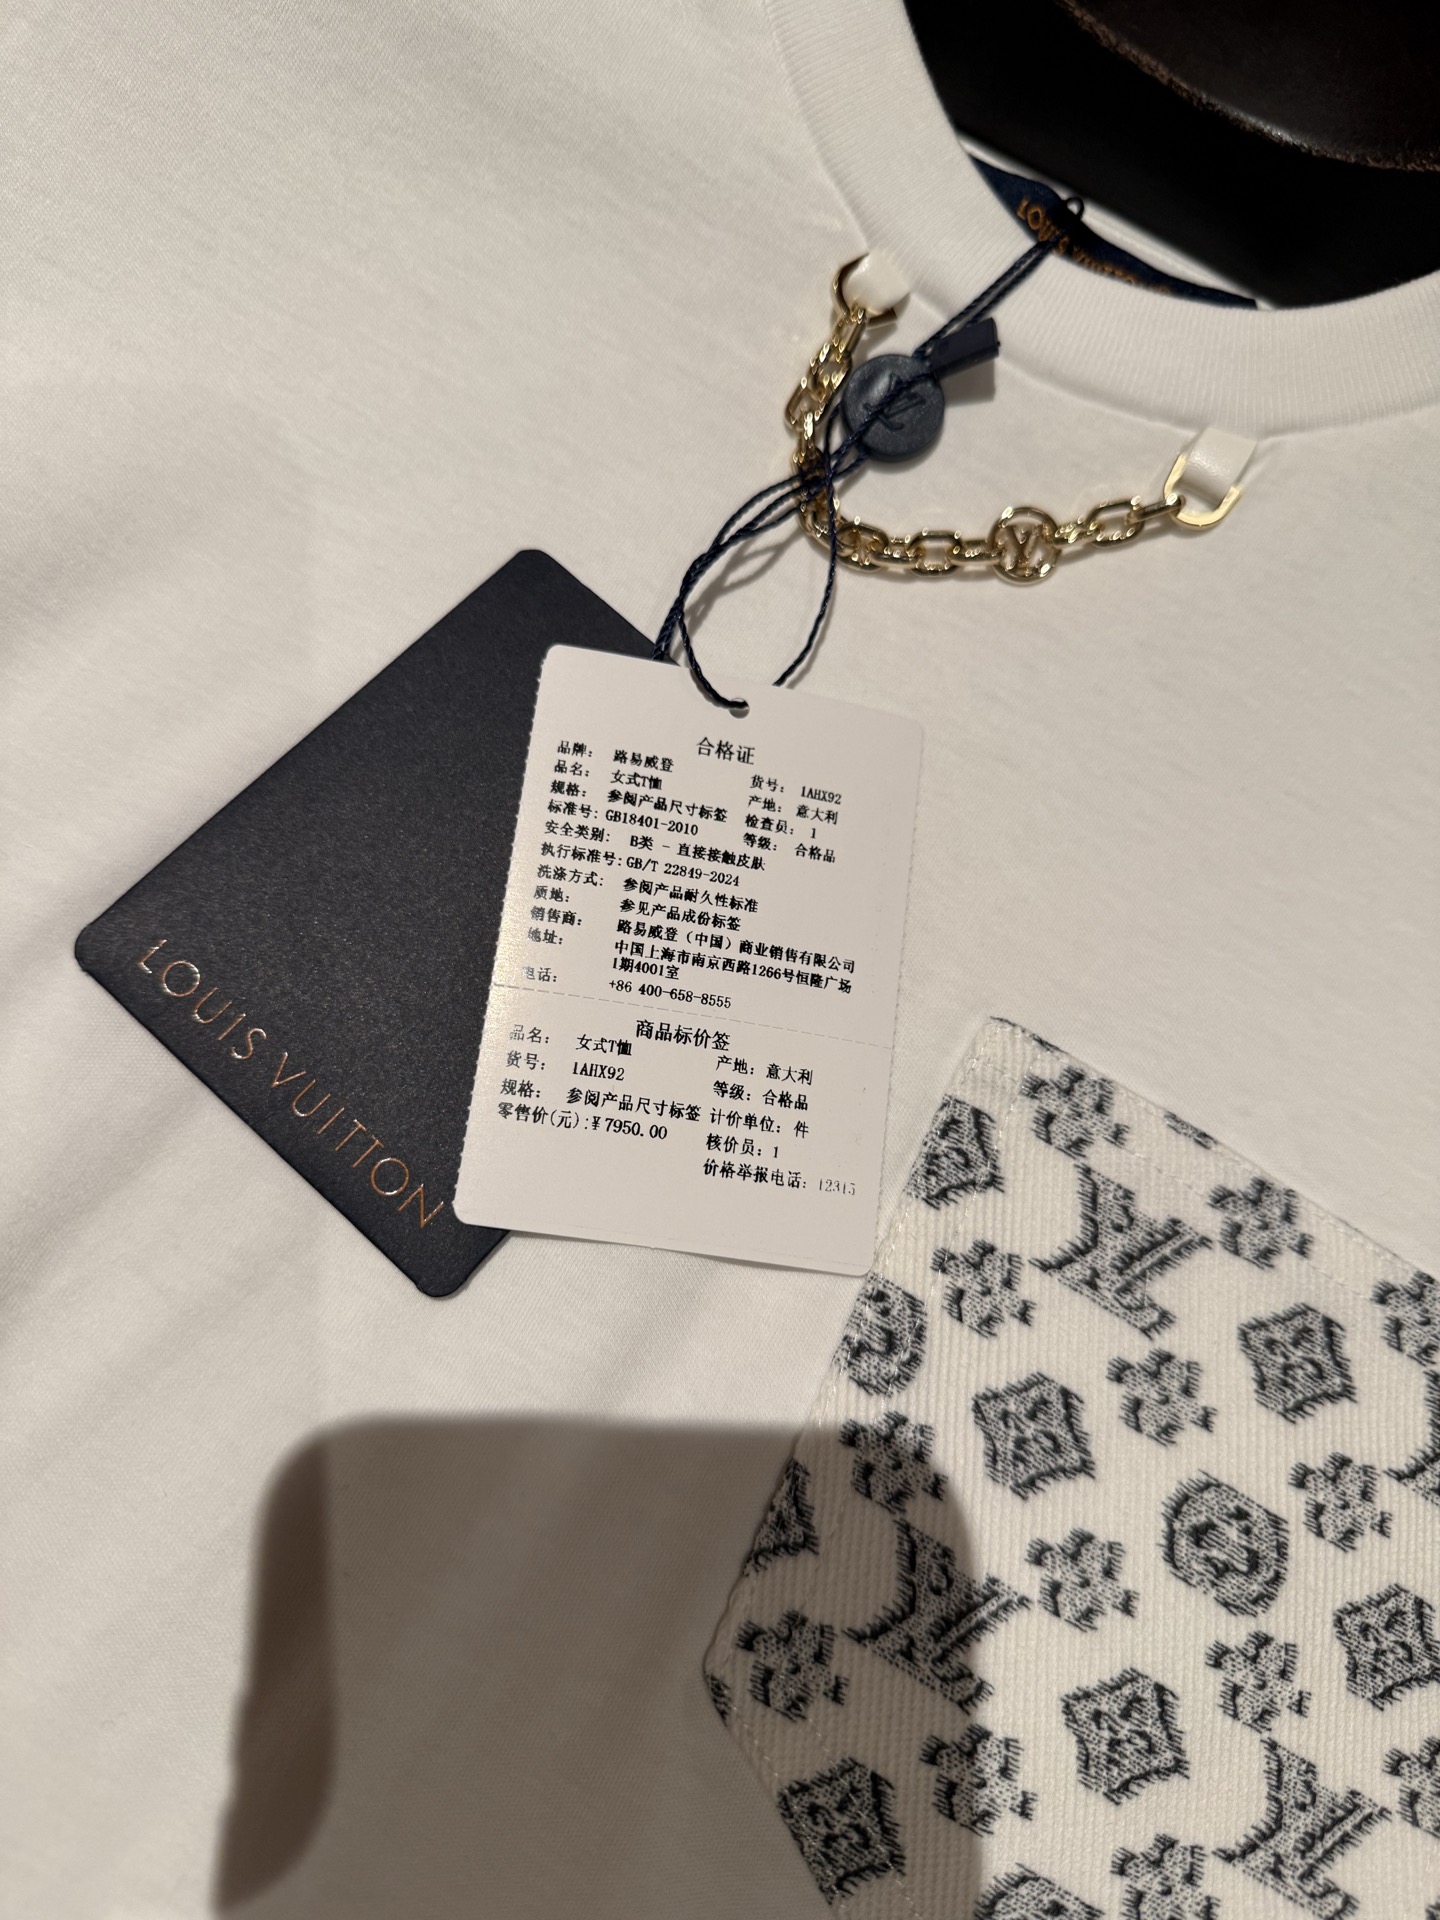 LOUIS VUITTON
LOUIS VUITTON
合格证
品牌： 路易威登
品名： 女式T恤 货号： 1AHX92
规格： 参阅产品尺寸标签 产地： 意大利
标准号：GB18401-2010 检查员： 1
安全类别： B类 - 直接接触皮肤 等级： 合格品
执行标准号：GB/T 22849-2024
洗涤方式： 参阅产品耐久性标准
质地： 参见产品成份标签
销售商： 路易威登（中国）商业销售有限公司
地址： 中国上海市南京西路1266号恒隆广场
1期4001室
电话： +86 400-658-8555
商品标价签
品名： 女式T恤 产地：意大利
货号： 1AHX92 等级：合格品
规格： 参阅产品尺寸标签 计价单位： 件
零售价(元)：¥7950.00 核价员：1
价格举报电话：12315